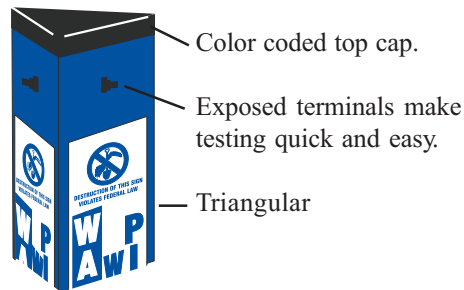 Color coded top cap.
Exposed terminals make
testing quick and easy.
Triangular
DESTRUCTION OF THIS SIGN
VIOLATES FEDERAL LAW
DESTRUCTION OF THIS SIGN
VIOLATES FEDERAL LAW